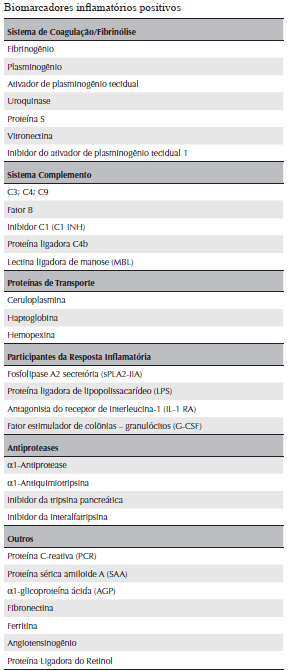 Biomarcadores inflamatórios positivos
Sistema de Coagulação/Fibrinólise
Fibrinogênio
Plasminogênio
Ativador de plasminogênio tecidual
Uroquinase
Proteína S
Vitronectina
Inibidor do ativador de plasminogênio tecidual 1
Sistema Complemento
C3; C4; C9
Fator B
Inibidor C1 (C1 INH)
Proteína ligadora C4b
Lectina ligadora de manose (MBL)
Proteínas de Transporte
Ceruloplasmina
Haptoglobina
Hemopexina
Participantes da Resposta Inflamatória
Fosfolipase A2 secretória (sPLA2-IIA)
Proteína ligadora de lipopolissacarídeo (LPS)
Antagonista do receptor de interleucina-1 (IL-1 RA)
Fator estimulador de colônias – granulócitos (G-CSF)
Antiproteases
α1-Antiprotease
α1-Antiquimiotripsina
Inibidor da tripsina pancreática
Inibidor da interalfatripsina
Outros
Proteína C-reativa (PCR)
Proteína sérica amiloide A (SAA)
α1-glicoproteína ácida (AGP)
Fibronectina
Ferritina
Angiotensinogênio
Proteína Ligadora do Retinol